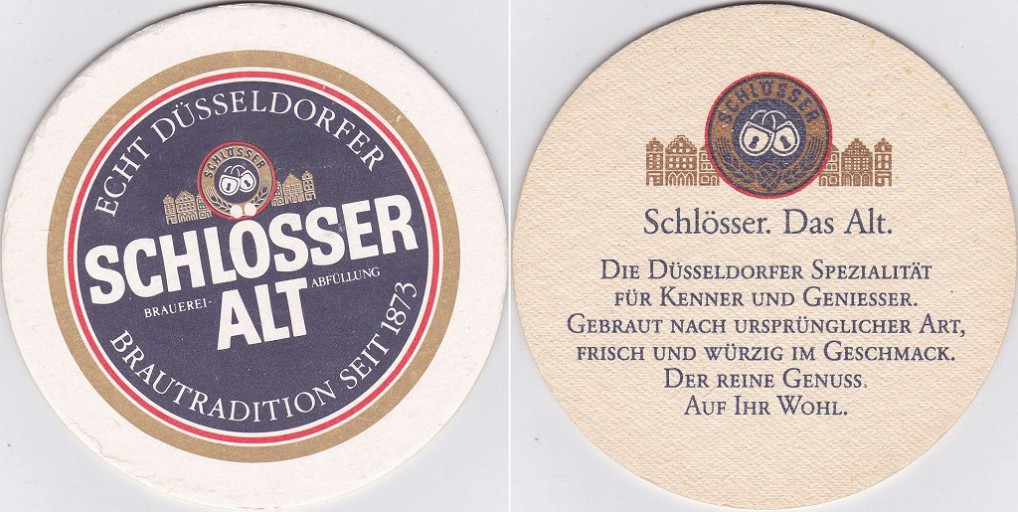 ECHT DÜSSELDORFER
SCHLÖSSER
SCHLÖSSER
BRAUEREI-
ABFÜLLUNG
ALT
BRAUTRADITION SEIT 1873
SCHLÖSSER
Schlösser. Das Alt.
DIE DÜSSELDORFER SPEZIALITÄT
FÜR KENNER UND GENIESSER.
GEBRAUT NACH URSPRÜNGLICHER ART,
FRISCH UND WÜRZIG IM GESCHMACK.
DER REINE GENUSS.
AUF IHR WOHL.